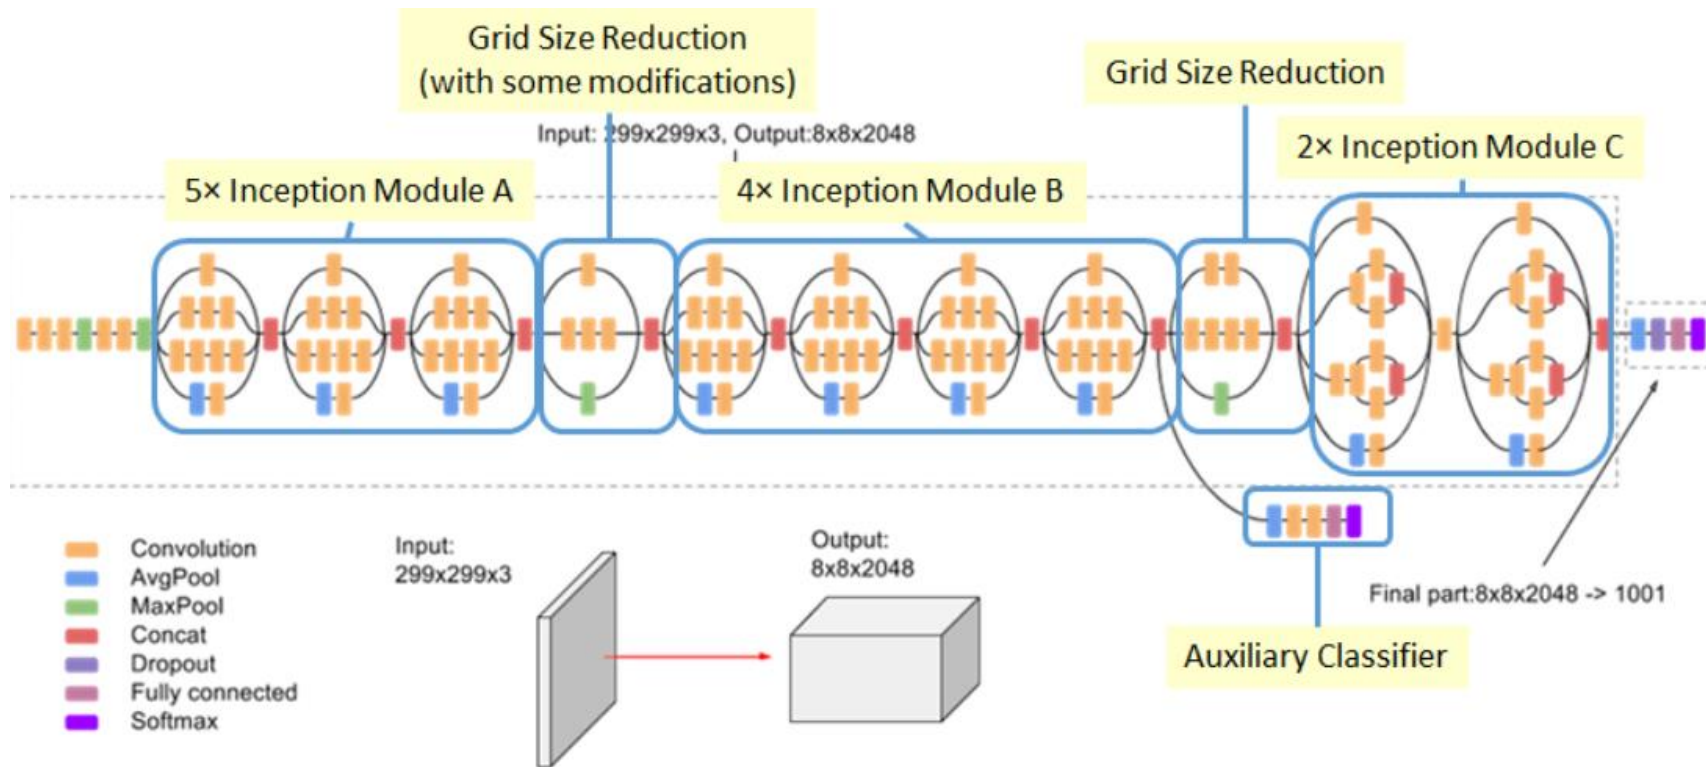 Grid Size Reduction
(with some modifications)
Grid Size Reduction
Input: 299x299x3, Output:8x8x2048
2× Inception Module C
5× Inception Module A
4× Inception Module B
Convolution
AvgPool
MaxPool
Concat
Dropout
Fully connected
Softmax
Input:
299x299x3
Output:
8x8x2048
Final part:8x8x2048 -> 1001
Auxiliary Classifier